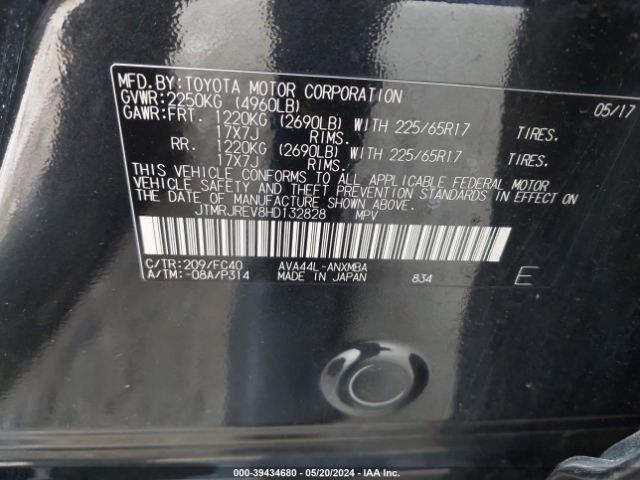 MFD.BY:TOYOTA MOTOR CORPORATION 05/17
GVWR:2250KG (4960LB)
GAWR:FRT. 1220KG (2690LB) WITH 225/65R17 TIRES.
17X7J RIMS.
RR. 1220KG (2690LB) WITH 225/65R17 TIRES.
17X7J RIMS.
THIS VEHICLE CONFORMS TO ALL APPLICABLE FEDERAL MOTOR
VEHICLE SAFETY AND THEFT PREVENTION STANDARDS IN EFFECT ON
THE DATE OF MANUFACTURE SHOWN ABOVE.
JTMRJREV8HD132828 MPV
C/TR:209/FC40 AVA44L-ANXMBA
A/TM:-08A/P314 MADE IN JAPAN 834 E
000-39434680 - 05/20/2024 - IAA Inc.